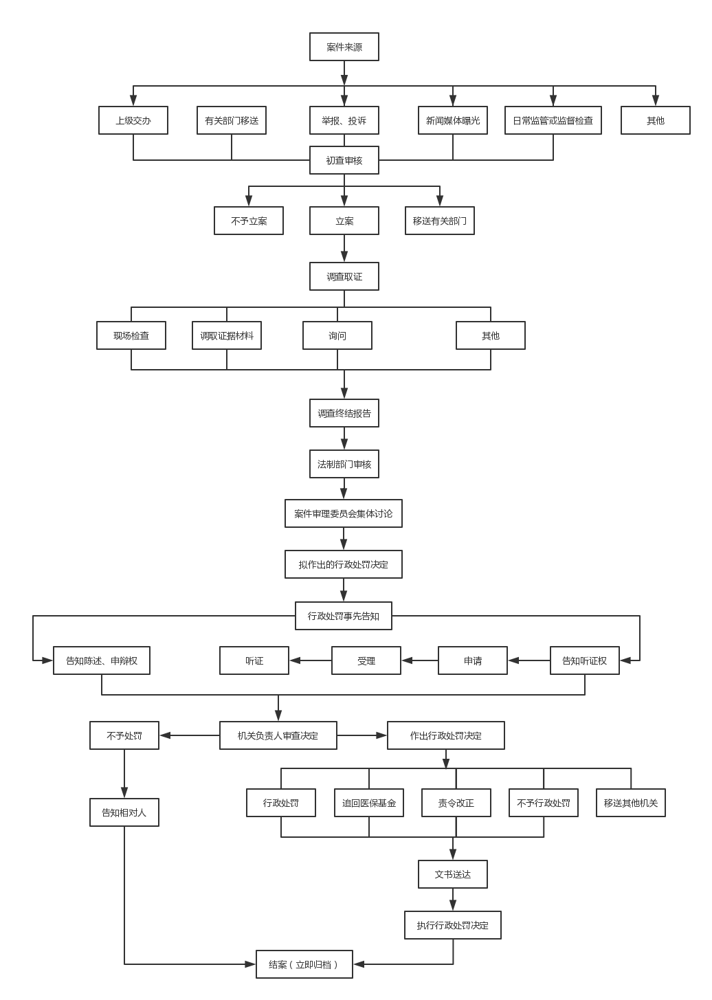 案件来源
上级交办
有关部门移送
举报、投诉
新闻媒体曝光
日常监管或监督检查
其他
初查审核
不予立案
立案
移送有关部门
调查取证
现场检查
调取证据材料
询问
其他
调查终结报告
法制部门审核
案件审理委员会集体讨论
拟作出的行政处罚决定
行政处罚事先告知
告知陈述、申辩权
听证
受理
申请
告知听证权
不予处罚
机关负责人审查决定
作出行政处罚决定
行政处罚
追回医保基金
责令改正
不予行政处罚
移送其他机关
告知相对人
文书送达
执行行政处罚决定
结案（立即归档）